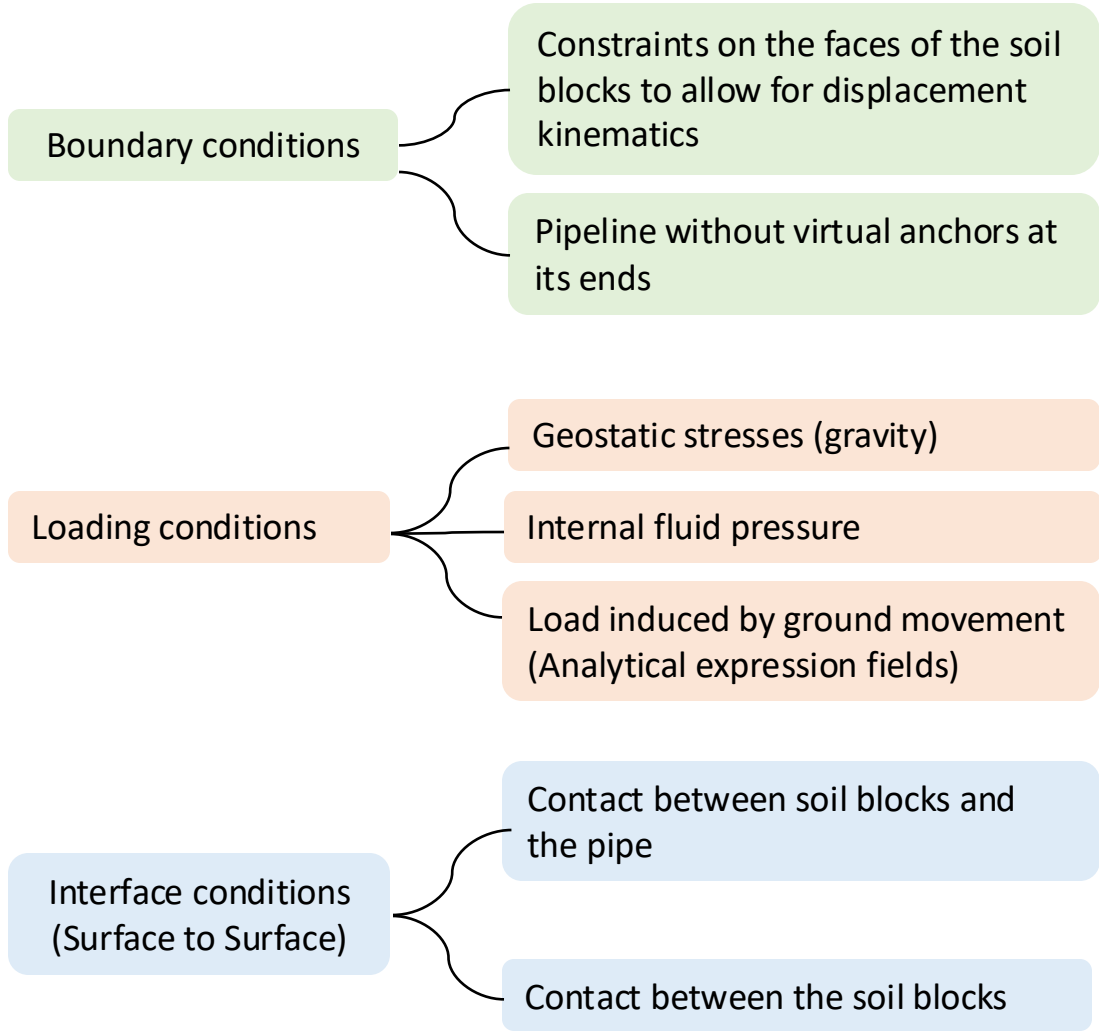 Boundary conditions
Constraints on the faces of the soil
blocks to allow for displacement
kinematics
Pipeline without virtual anchors at
its ends
Loading conditions
Geostatic stresses (gravity)
Internal fluid pressure
Load induced by ground movement
(Analytical expression fields)
Interface conditions
(Surface to Surface)
Contact between soil blocks and
the pipe
Contact between the soil blocks